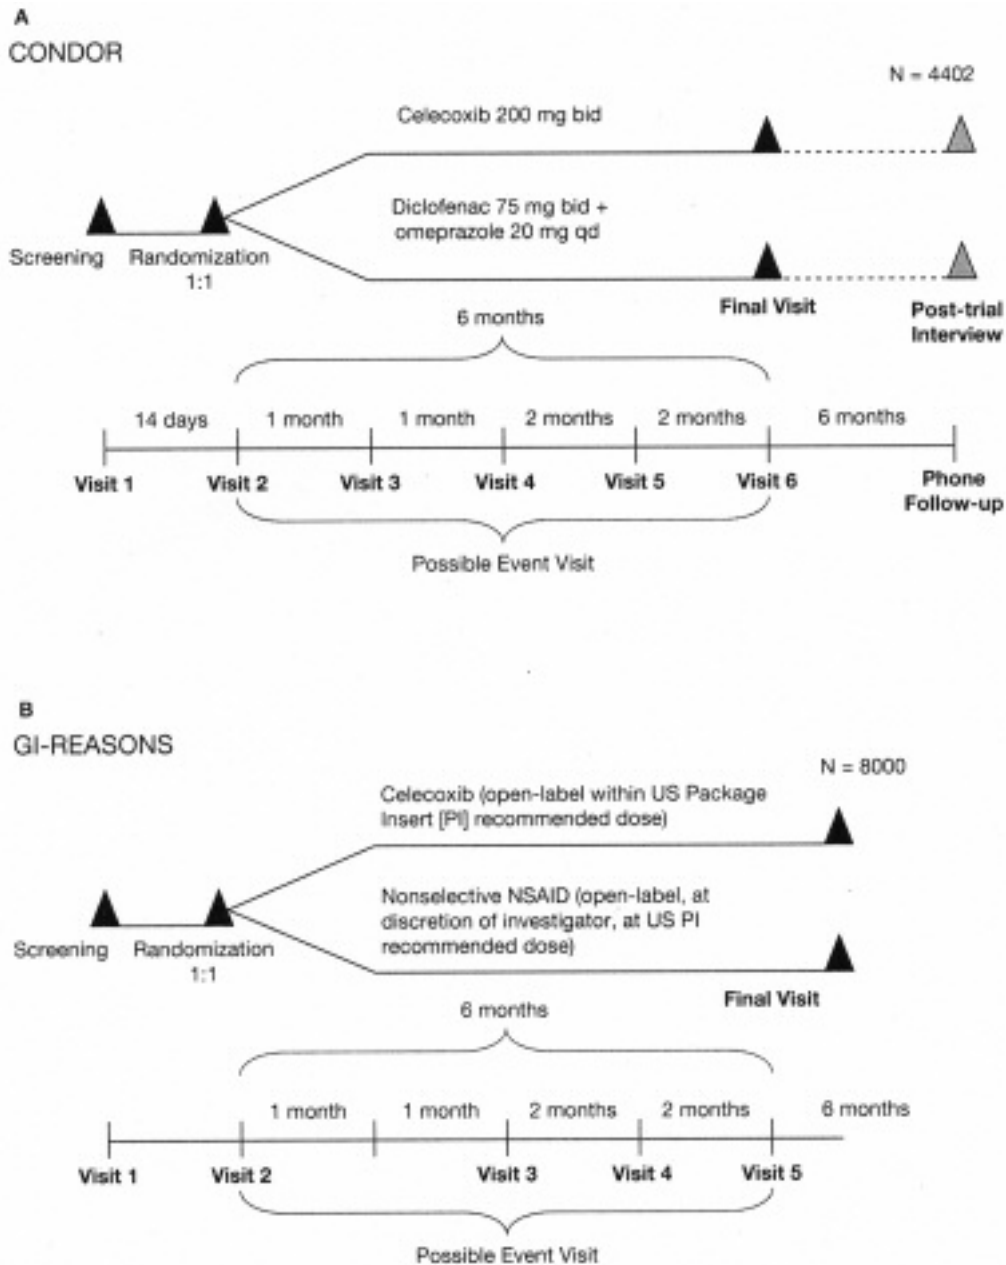 A
CONDOR
N = 4402
Celecoxib 200 mg bid
Diclofenac 75 mg bid +
omeprazole 20 mg qd
Screening
Randomization
1:1
Final Visit
Post-trial
Interview
6 months
14 days
1 month
1 month
2 months
2 months
6 months
Visit 1
Visit 2
Visit 3
Visit 4
Visit 5
Visit 6
Phone
Follow-up
Possible Event Visit
B
GI-REASONS
N = 8000
Celecoxib (open-label within US Package
Insert [PI] recommended dose)
Nonselective NSAID (open-label, at
discretion of investigator, at US PI
recommended dose)
Screening
Randomization
1:1
Final Visit
6 months
1 month
1 month
2 months
2 months
6 months
Visit 1
Visit 2
Visit 3
Visit 4
Visit 5
Possible Event Visit